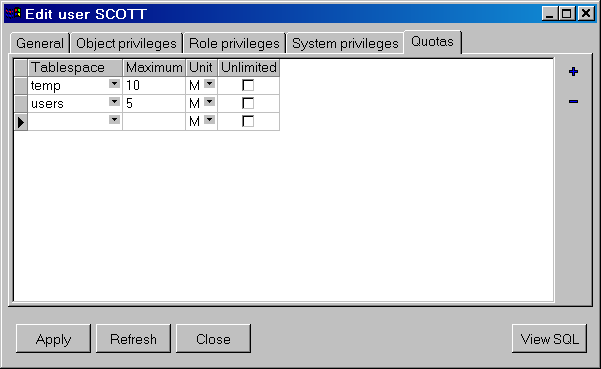 Edit user SCOTT
General Object privileges Role privileges System privileges Quotas
Tablespace Maximum Unit Unlimited
temp 10 M
users 5 M
M
Apply Refresh Close View SQL